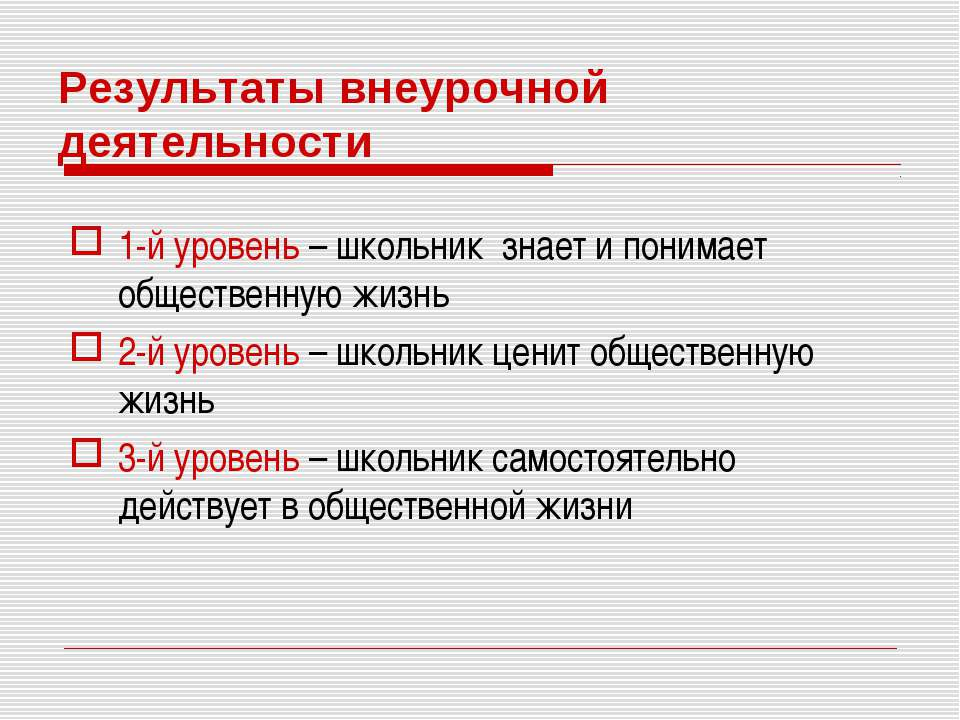 Результаты внеурочной
деятельности
1-й уровень – школьник знает и понимает
общественную жизнь
2-й уровень – школьник ценит общественную
жизнь
3-й уровень – школьник самостоятельно
действует в общественной жизни